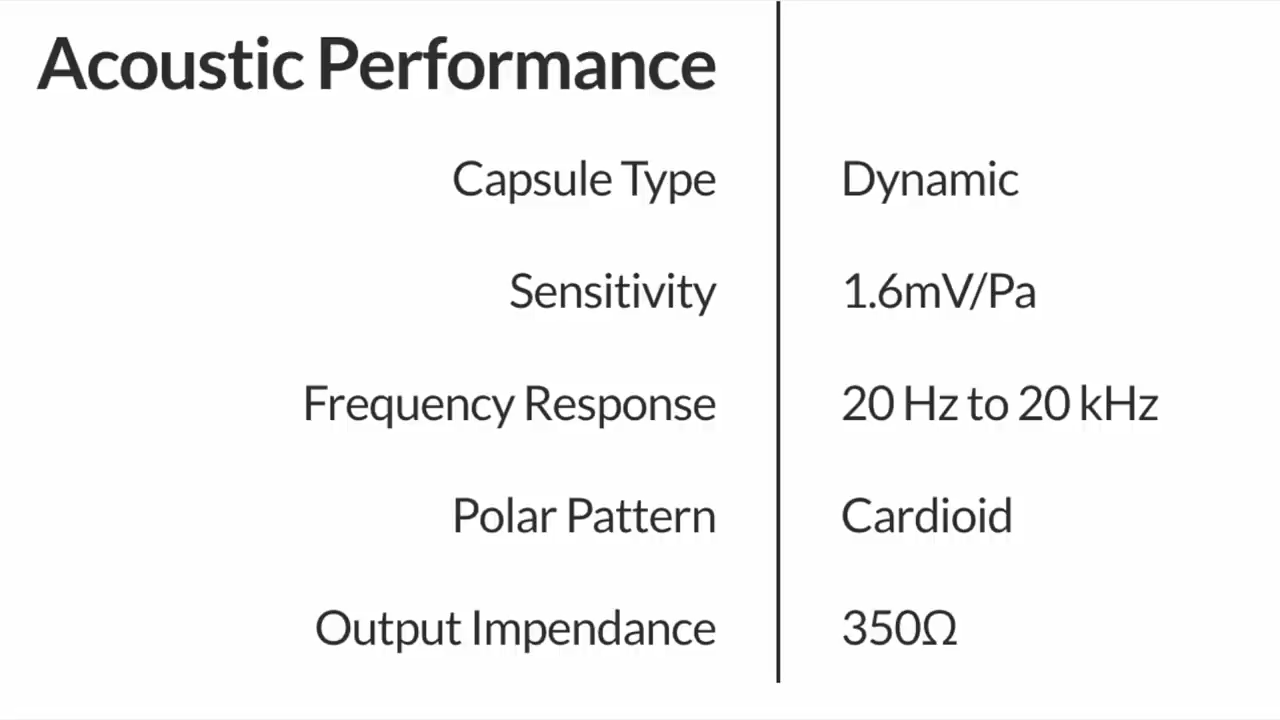 Acoustic Performance
Capsule Type Dynamic
Sensitivity 1.6mV/Pa
Frequency Response 20 Hz to 20 kHz
Polar Pattern Cardioid
Output Impendance 350Ω